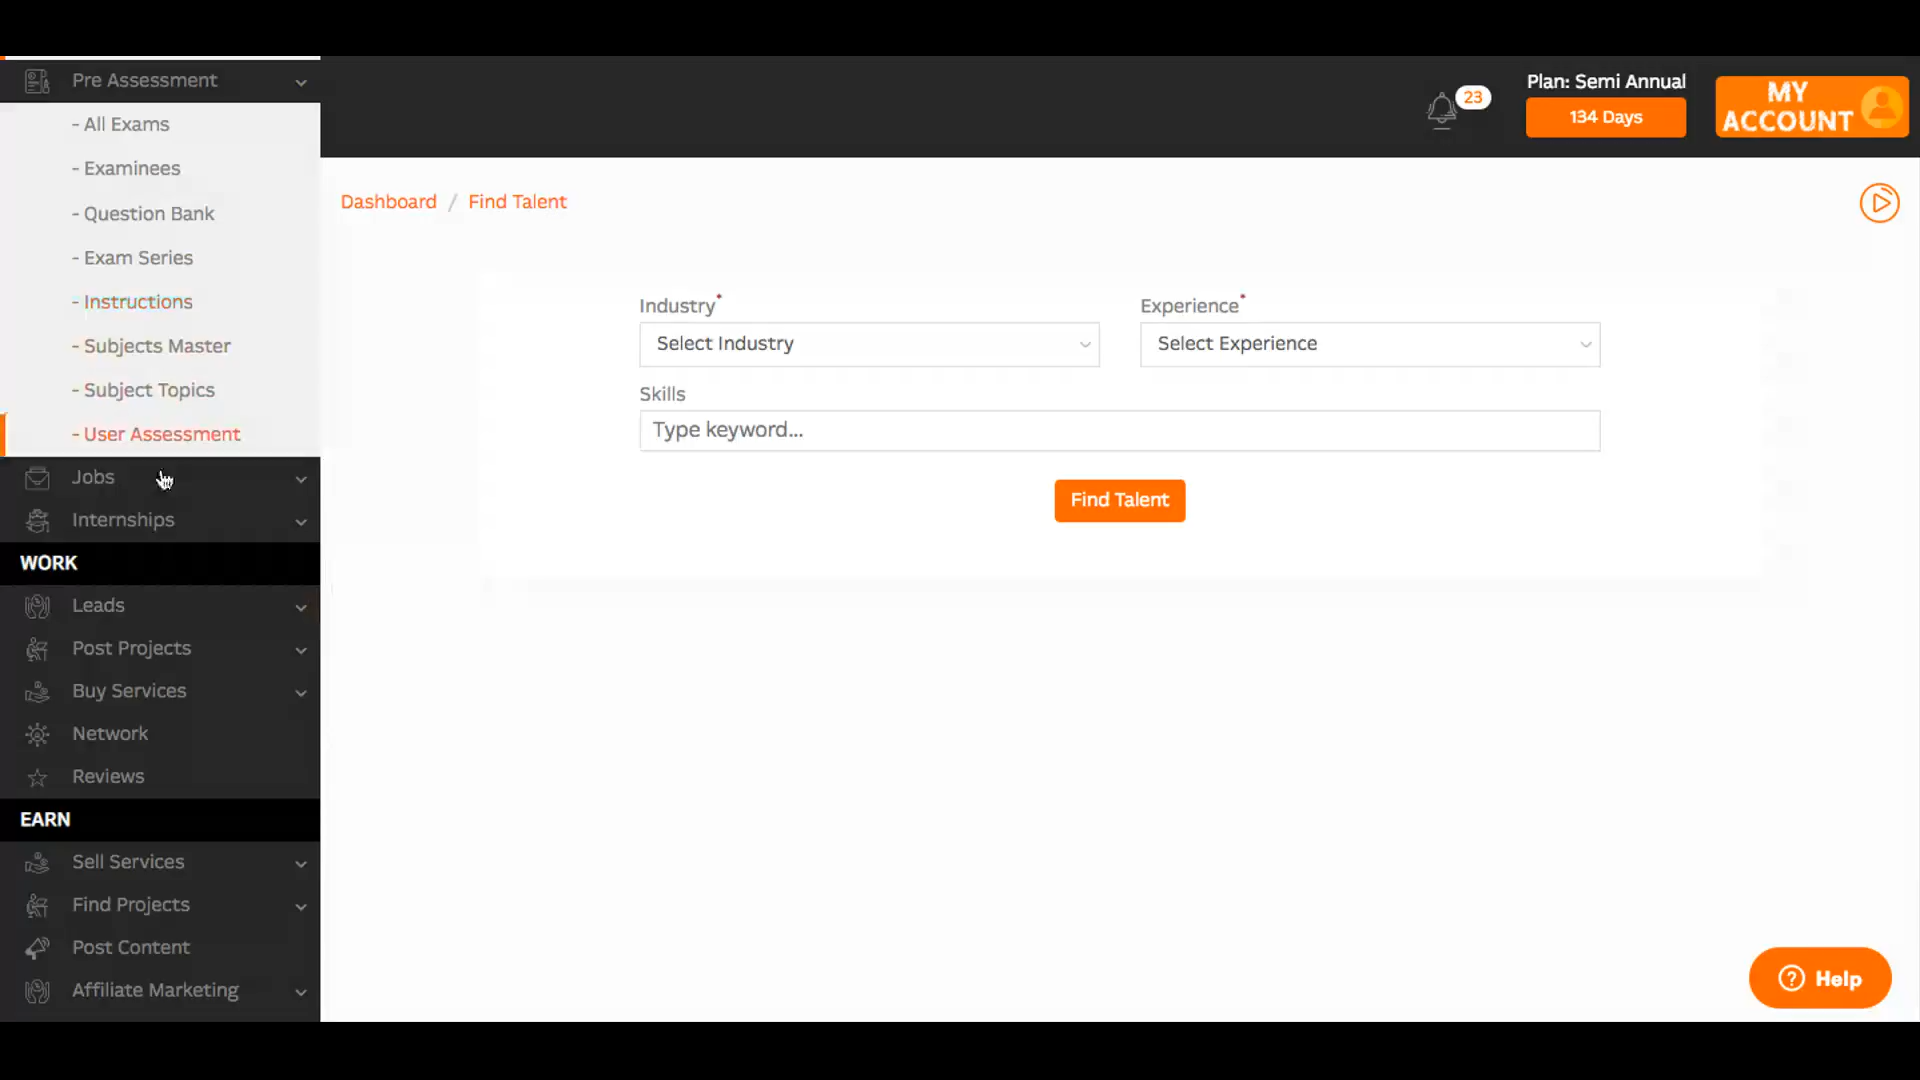 Pre Assessment
- All Exams
- Examinees
- Question Bank
- Exam Series
- Instructions
- Subjects Master
- Subject Topics
- User Assessment
Jobs
Internships
WORK
Leads
Post Projects
Buy Services
Network
Reviews
EARN
Sell Services
Find Projects
Post Content
Affiliate Marketing
23
Plan: Semi Annual
134 Days
MY ACCOUNT
Dashboard / Find Talent
Industry*
Experience*
Select Industry
Select Experience
Skills
Type keyword...
Find Talent
Help